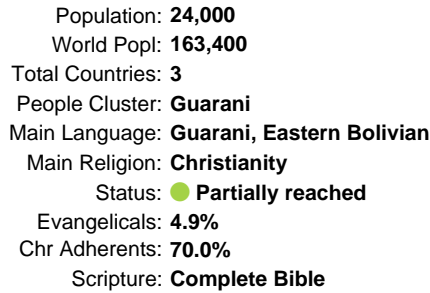 Population: 24,000
World Popl: 163,400
Total Countries: 3
People Cluster: Guarani
Main Language: Guarani, Eastern Bolivian
Main Religion: Christianity
Status: Partially reached
Evangelicals: 4.9%
Chr Adherents: 70.0%
Scripture: Complete Bible